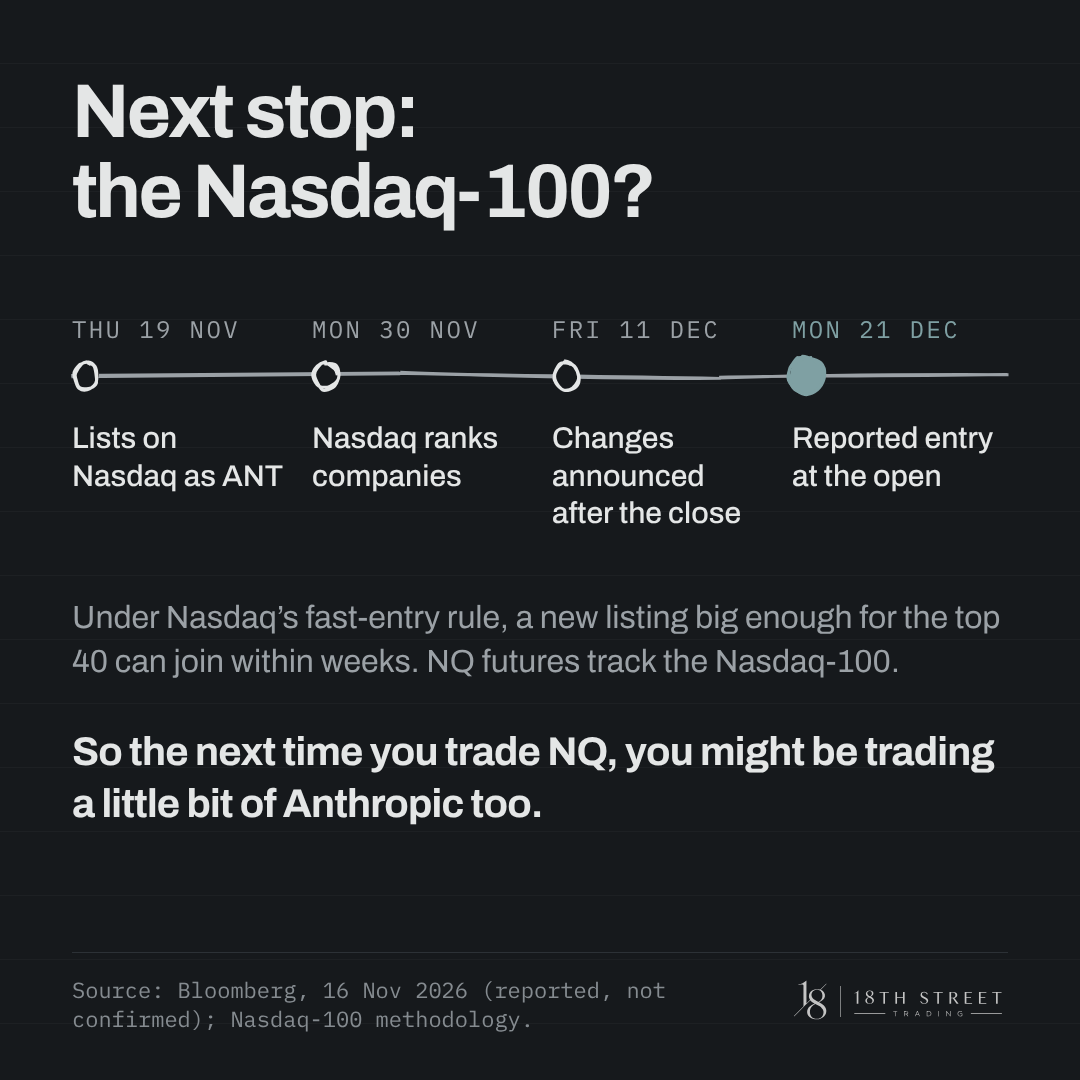 Next stop:
the Nasdaq-100?
THU 19 NOV
MON 30 NOV
FRI 11 DEC
MON 21 DEC
Lists on
Nasdaq as ANT
Nasdaq ranks
companies
Changes
announced
after the close
Reported entry
at the open
Under Nasdaq’s fast-entry rule, a new listing big enough for the top
40 can join within weeks. NQ futures track the Nasdaq-100.
So the next time you trade NQ, you might be trading
a little bit of Anthropic too.
Source: Bloomberg, 16 Nov 2026 (reported, not
confirmed); Nasdaq-100 methodology.
18
18TH STREET
TRADING